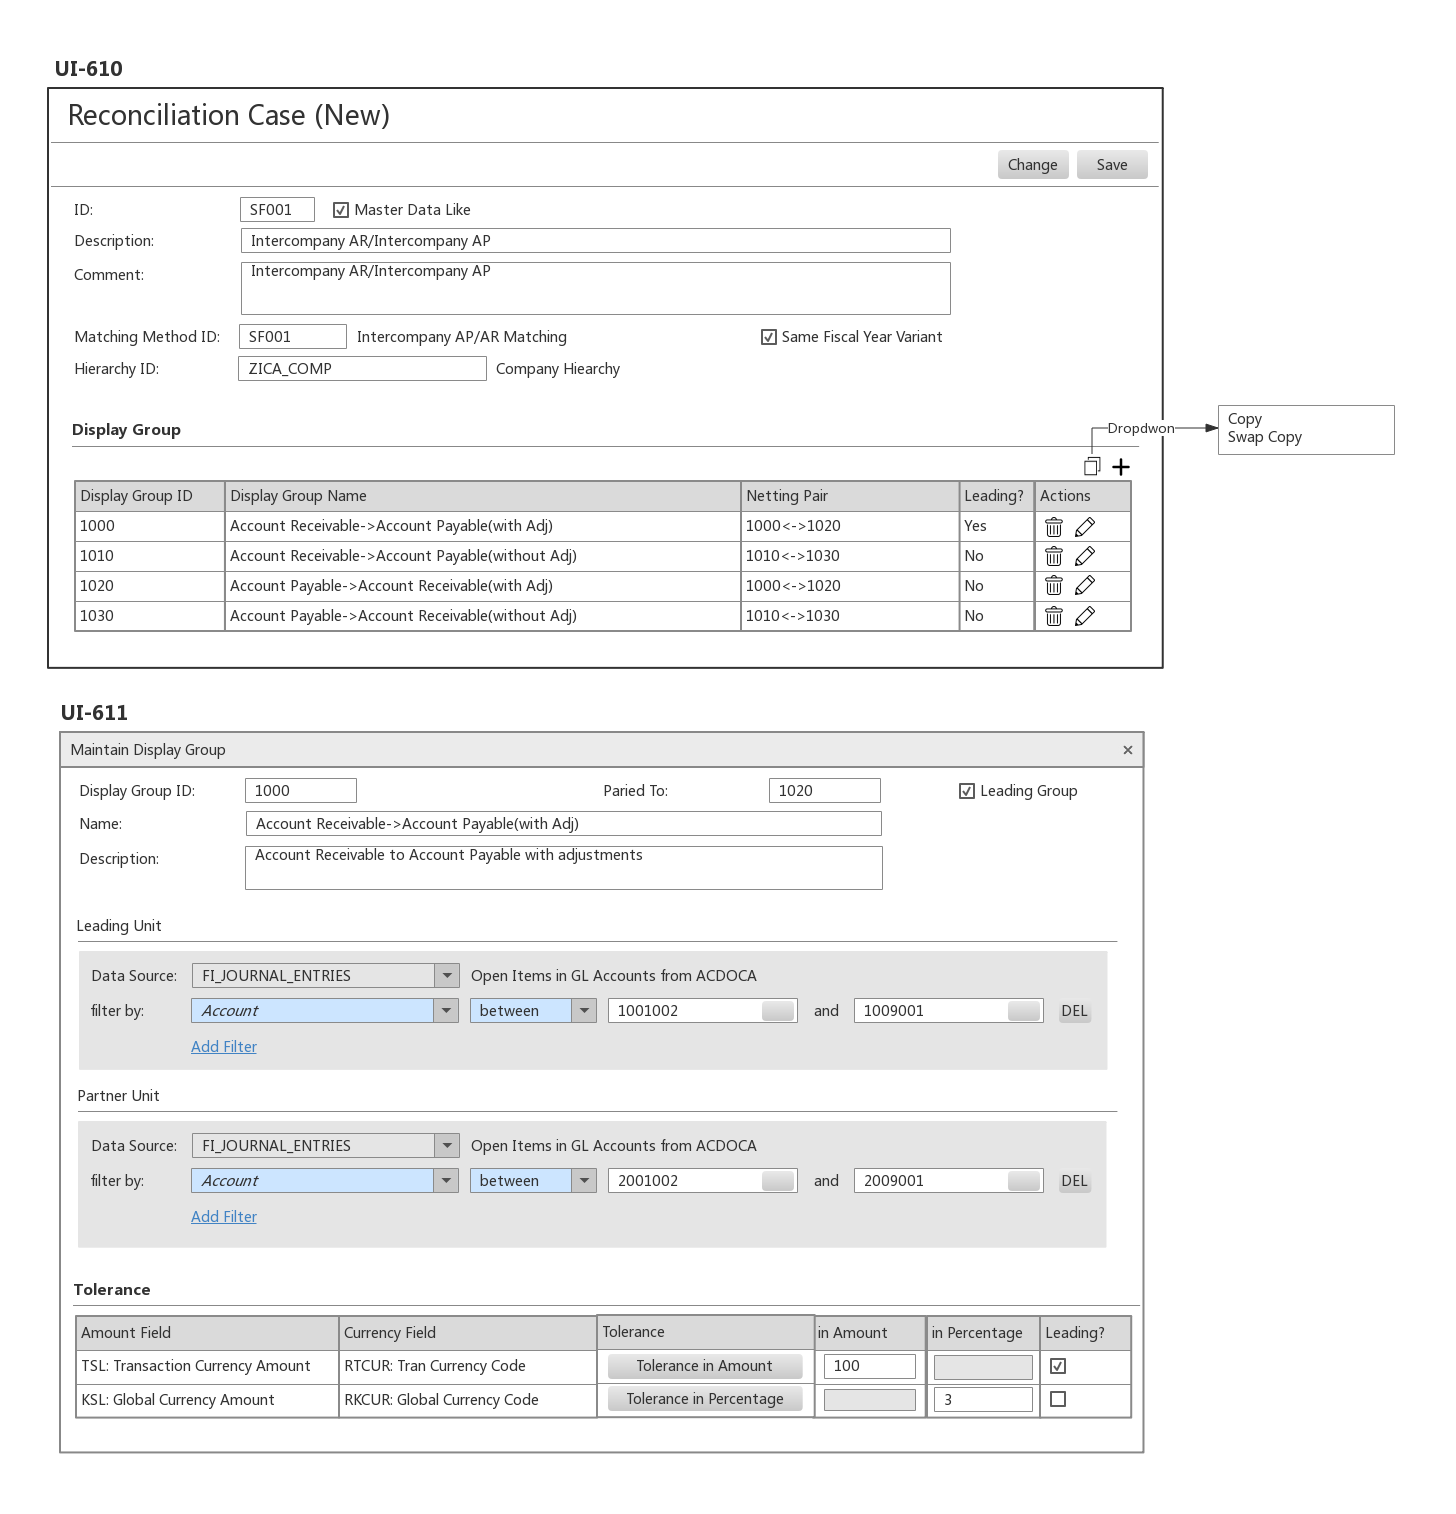 UI-610
Reconciliation Case (New)
Change Save
ID: SF001 Master Data Like
Description: Intercompany AR/Intercompany AP
Comment: Intercompany AR/Intercompany AP
Matching Method ID: SF001 Intercompany AP/AR Matching Same Fiscal Year Variant
Hierarchy ID: ZICA_COMP Company Hiearchy
Display Group
Dropdwon
Copy
Swap Copy
Display Group ID Display Group Name Netting Pair Leading? Actions
1000 Account Receivable->Account Payable(with Adj) 1000<->1020 Yes
1010 Account Receivable->Account Payable(without Adj) 1010<->1030 No
1020 Account Payable->Account Receivable(with Adj) 1000<->1020 No
1030 Account Payable->Account Receivable(without Adj) 1010<->1030 No
UI-611
Maintain Display Group
Display Group ID: 1000 Paried To: 1020 Leading Group
Name: Account Receivable->Account Payable(with Adj)
Description: Account Receivable to Account Payable with adjustments
Leading Unit
Data Source: FI_JOURNAL_ENTRIES Open Items in GL Accounts from ACDOCA
filter by: Account between 1001002 and 1009001 DEL
Add Filter
Partner Unit
Data Source: FI_JOURNAL_ENTRIES Open Items in GL Accounts from ACDOCA
filter by: Account between 2001002 and 2009001 DEL
Add Filter
Tolerance
Amount Field Currency Field Tolerance in Amount in Percentage Leading?
TSL: Transaction Currency Amount RTCUR: Tran Currency Code Tolerance in Amount 100
KSL: Global Currency Amount RKCUR: Global Currency Code Tolerance in Percentage 3